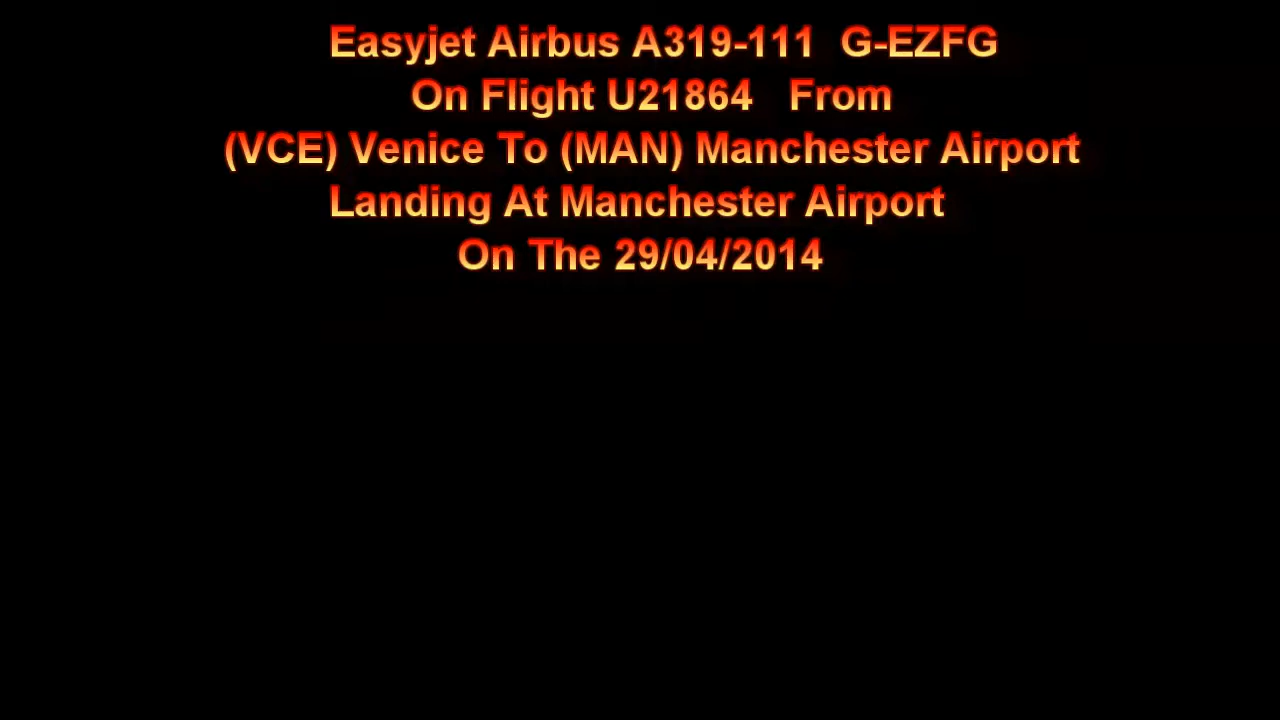 Easyjet Airbus A319-111  G-EZFG
On Flight U21864   From
(VCE) Venice To (MAN) Manchester Airport
Landing At Manchester Airport
On The 29/04/2014